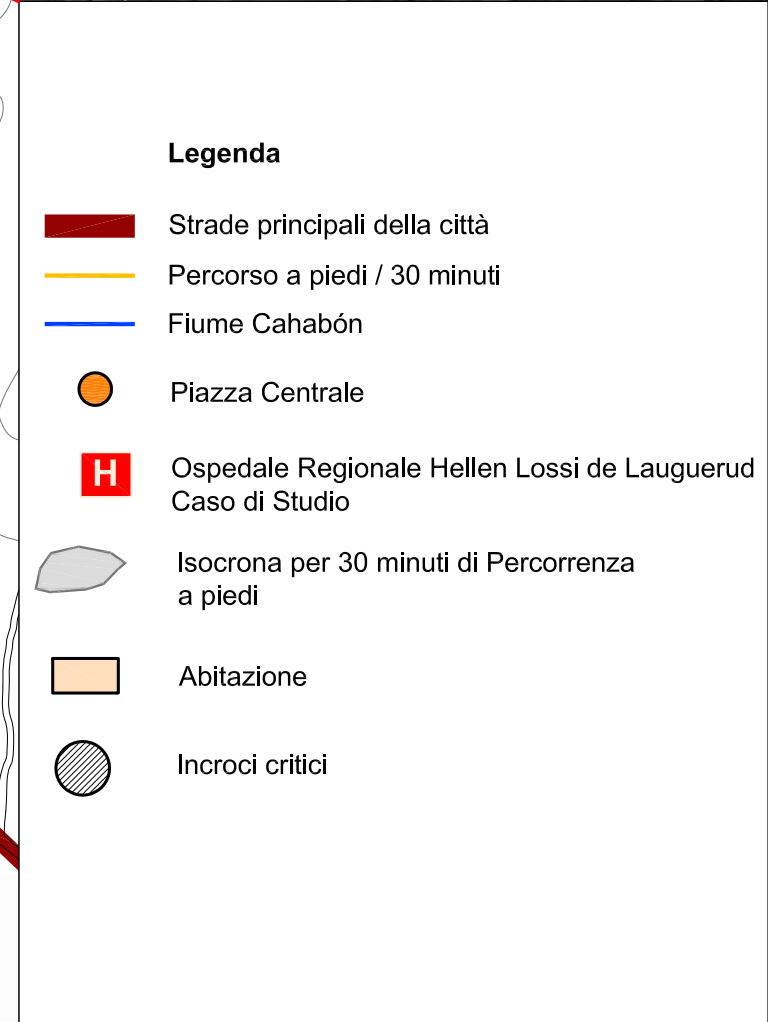 Legenda
Strade principali della città
Percorso a piedi / 30 minuti
Fiume Cahabón
Piazza Centrale
H
Ospedale Regionale Hellen Lossi de Lauguerud
Caso di Studio
Isocrona per 30 minuti di Percorrenza
a piedi
Abitazione
Incroci critici